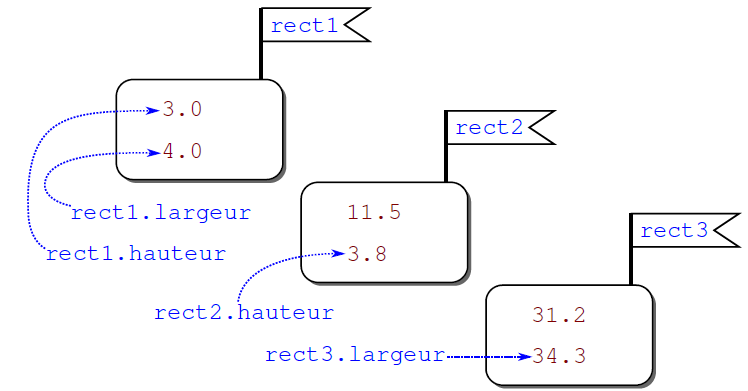 rect1
3.0
4.0
rect2
rect1.largeur
11.5
rect3
rect1.hauteur
3.8
rect2.hauteur
31.2
rect3.largeur
34.3